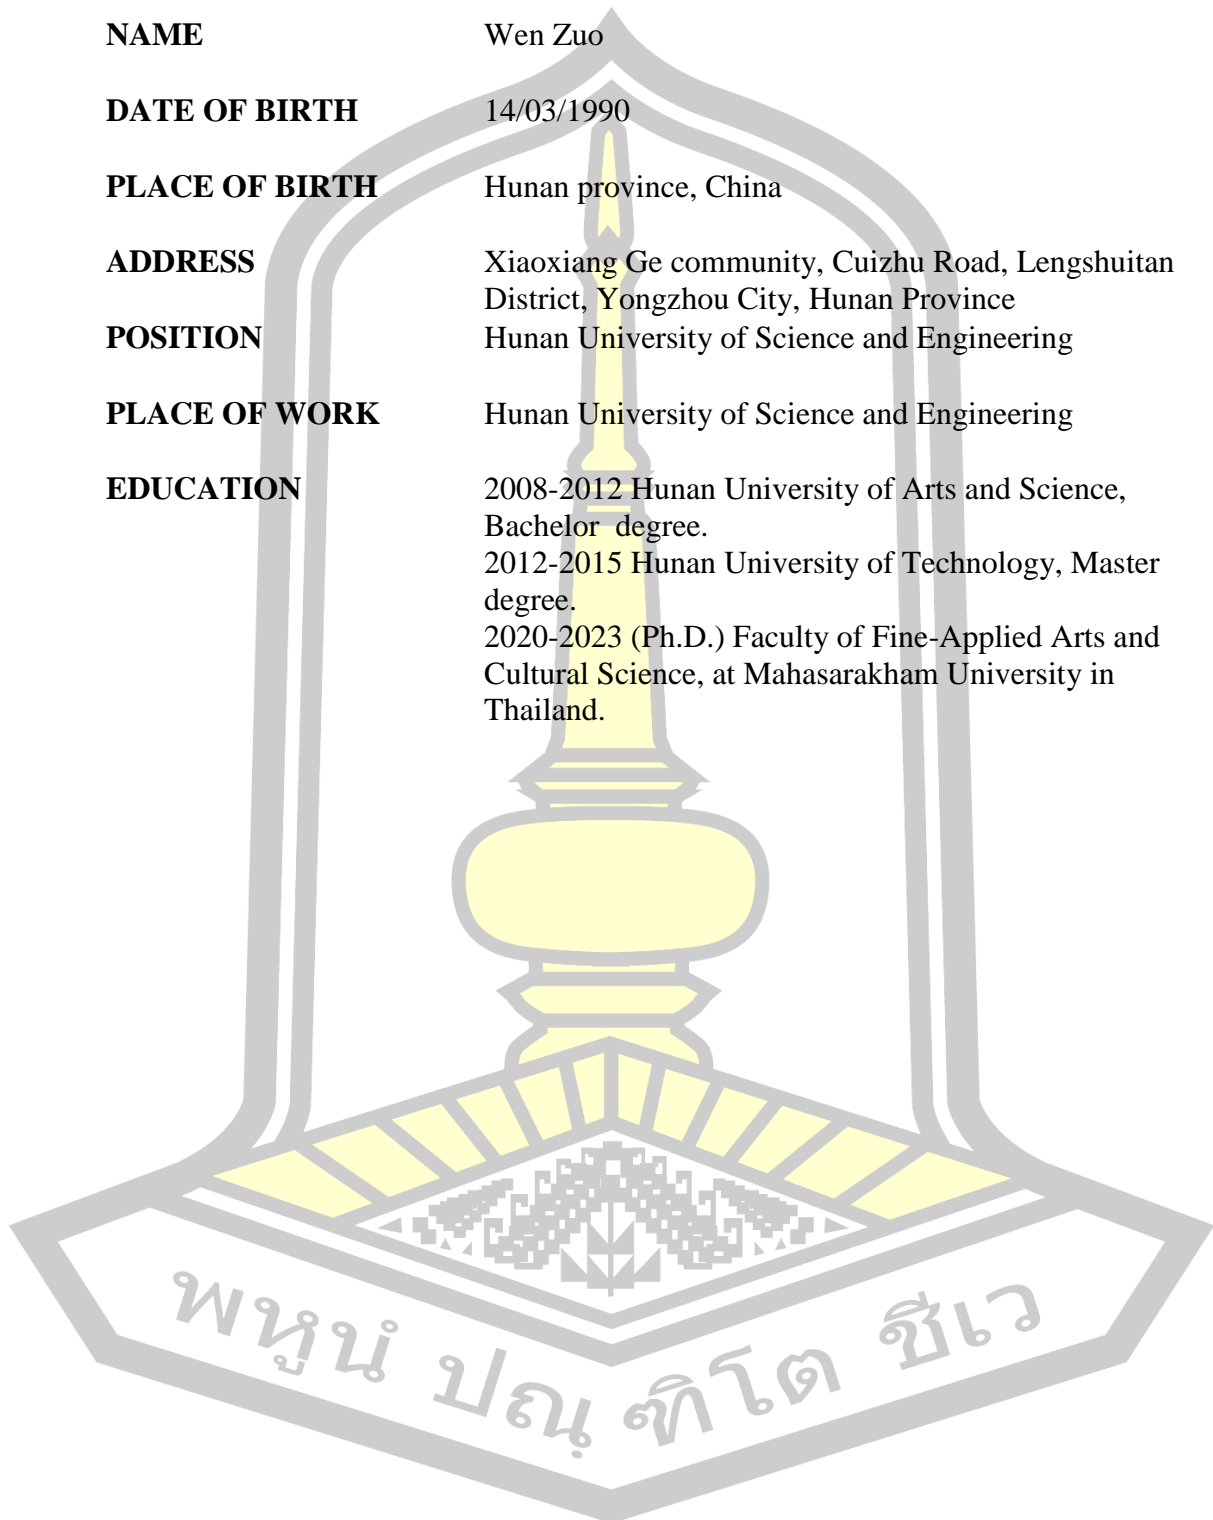 NAME Wen Zuo
DATE OF BIRTH 14/03/1990
PLACE OF BIRTH Hunan province, China
ADDRESS Xiaoxiang Ge community, Cuizhu Road, Lengshuitan
District, Yongzhou City, Hunan Province
POSITION Hunan University of Science and Engineering
PLACE OF WORK Hunan University of Science and Engineering
EDUCATION 2008-2012 Hunan University of Arts and Science,
Bachelor degree.
2012-2015 Hunan University of Technology, Master
degree.
2020-2023 (Ph.D.) Faculty of Fine-Applied Arts and
Cultural Science, at Mahasarakham University in
Thailand.
พหูนํ ปณฺ ฑิโต ชีเว